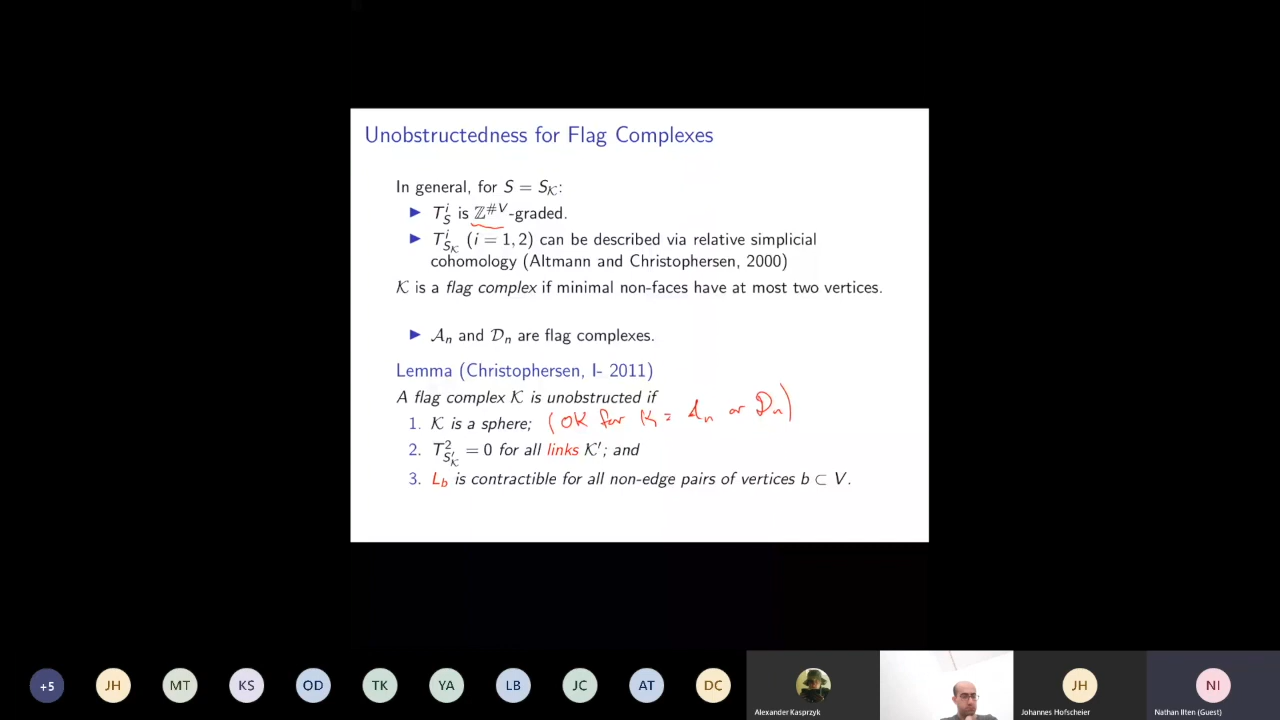 Unobstructedness for Flag Complexes
In general, for S = S_𝒦:
▶ T^i_S is ℤ^{#V}-graded.
▶ T^i_{S_𝒦} (i = 1, 2) can be described via relative simplicial
cohomology (Altmann and Christophersen, 2000)
𝒦 is a flag complex if minimal non-faces have at most two vertices.
▶ 𝒜_n and 𝒟_n are flag complexes.
Lemma (Christophersen, I- 2011)
A flag complex 𝒦 is unobstructed if
1. 𝒦 is a sphere; (OK for 𝒦 = 𝒜_n or 𝒟_n)
2. T^2_{S'_𝒦} = 0 for all links 𝒦'; and
3. L_b is contractible for all non-edge pairs of vertices b ⊂ V.
+5 JH MT KS OD TK YA LB JC AT DC JH NI
Alexander Kasprzyk Johannes Hofscheier Nathan Ilten (Guest)